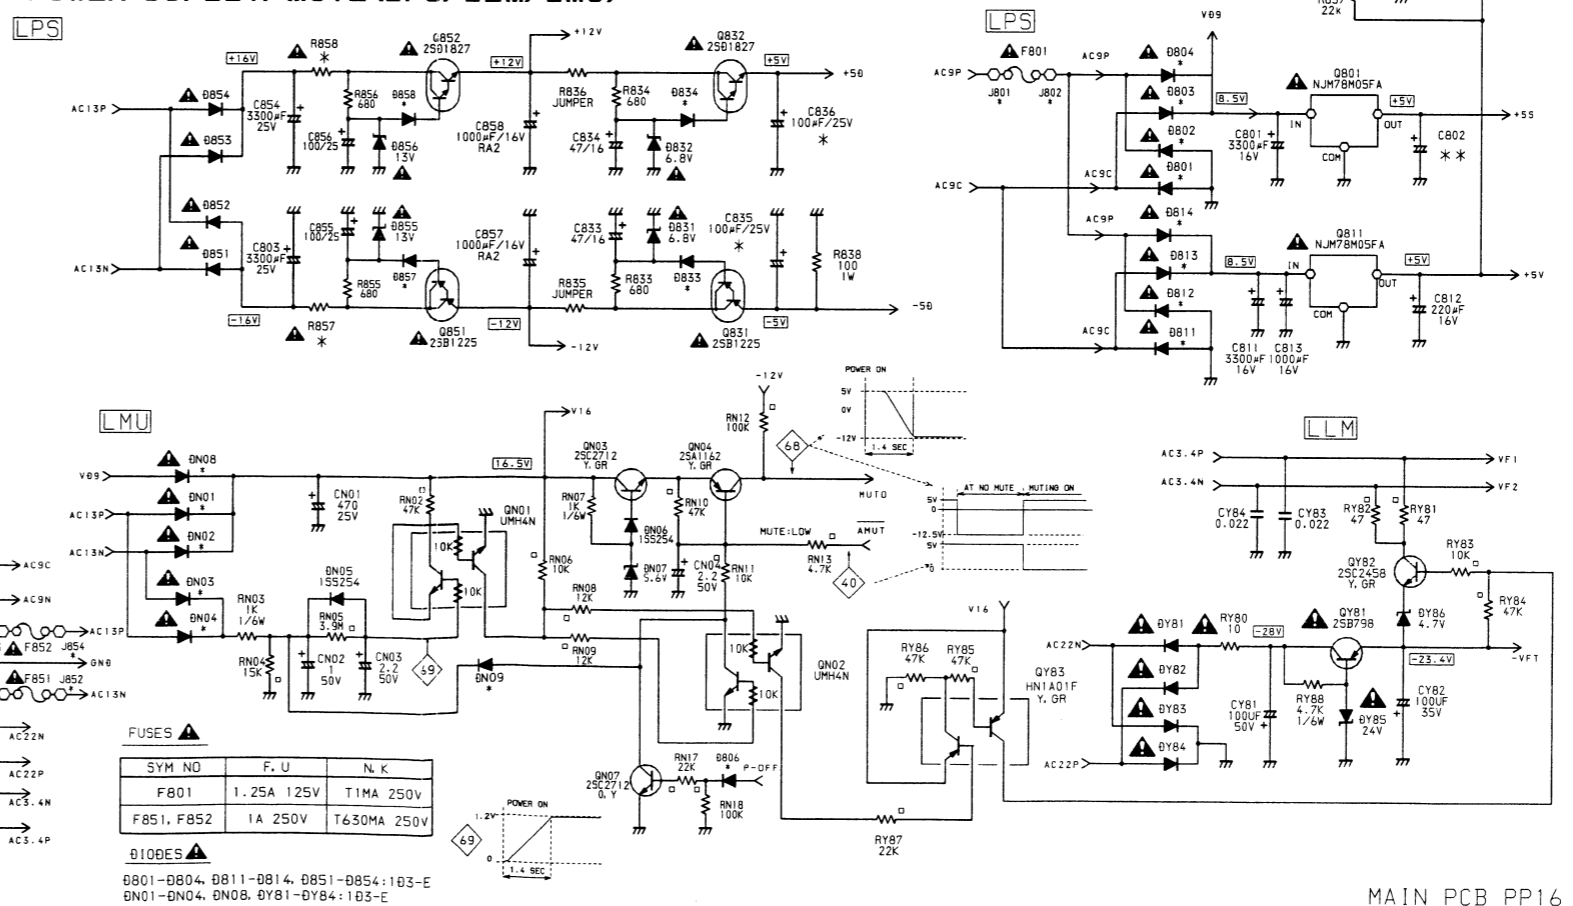 LPS
AC13P
D854
D853
D852
D851
AC13N
+16V
C854
3300µF
25V
R858
*
R856
680
C856
100/25
D858
*
D856
13V
Q852
2SD1827
+12V
+12V
C858
1000µF/16V
RA2
R836
JUMPER
R834
680
C834
47/16
D834
*
D832
6.8V
Q832
2SD1827
+5V
+5D
C836
100µF/25V
*
C803
3300µF
25V
C855
100/25
D855
13V
R855
680
D857
*
-16V
R857
*
Q851
2SB1225
C857
1000µF/16V
RA2
-12V
-12V
R835
JUMPER
C833
47/16
R833
680
D831
6.8V
D833
*
C835
100µF/25V
*
R838
100
1W
Q831
2SB1225
-5V
-5D
LPS
V09
22k
AC9P
F801
J801
*
J802
*
AC9P
D804
*
D803
*
D802
*
D801
*
AC9C
AC9C
8.5V
C801
3300µF
16V
Q801
NJM78M05FA
IN
OUT
COM
+5V
C802
**
+5S
AC9P
D814
*
D813
*
D812
*
D811
*
AC9C
8.5V
C811
3300µF
16V
C813
1000µF
16V
Q811
NJM78M05FA
IN
OUT
COM
+5V
C812
220µF
16V
+5V
LMU
V09
AC13P
AC13N
DN08
*
DN01
*
DN02
*
DN03
*
DN04
*
CN01
470
25V
RN02
47K
QN01
UMH4N
10K
10K
16.5V
V16
RN06
10K
RN07
1K
1/6W
QN03
2SC2712
Y,GR
DN06
1SS254
DN07
5.6V
RN10
47K
QN04
2SA1162
Y,GR
CN04
2.2
50V
RN11
10K
-12V
RN12
100K
68
MUTD
MUTE:LOW
RN13
4.7K
AMUT
40
POWER ON
5V
0V
-12V
1.4 SEC
AT NO MUTE
MUTING ON
5V
0
-12.5V
5V
0
RN03
1K
1/6W
RN04
15K
DN05
1SS254
RN05
3.9M
CN02
1
50V
CN03
2.2
50V
69
RN08
12K
RN09
12K
DN09
*
QN02
UMH4N
10K
10K
QN07
2SC2712
O,Y
RN17
22K
D806
*
P-OFF
RN18
100K
69
POWER ON
1.2V
0
1.4 SEC
AC9C
AC9N
F852
J854
*
AC13P
GND
F851
J852
*
AC13N
AC22N
AC22P
AC3.4N
AC3.4P
FUSES
SYM NO F.U N.K
F801 1.25A 125V T1MA 250V
F851,F852 1A 250V T630MA 250V
DIODES
D801-D804, D811-D814, D851-D854:1D3-E
DN01-DN04, DN08, DY81-DY84:1D3-E
LLM
AC3.4P
AC3.4N
VF1
VF2
CY84
0.022
CY83
0.022
RY82
47
RY81
47
QY82
2SC2458
Y,GR
RY83
10K
RY84
47K
DY86
4.7V
V16
RY86
47K
RY85
47K
QY83
HN1A01F
Y,GR
RY87
22K
AC22N
AC22P
DY81
DY82
DY83
DY84
RY80
10
-28V
CY81
100UF
50V
QY81
2SB798
RY88
4.7K
1/6W
DY85
24V
-23.4V
CY82
100UF
35V
-VFT
MAIN PCB PP16